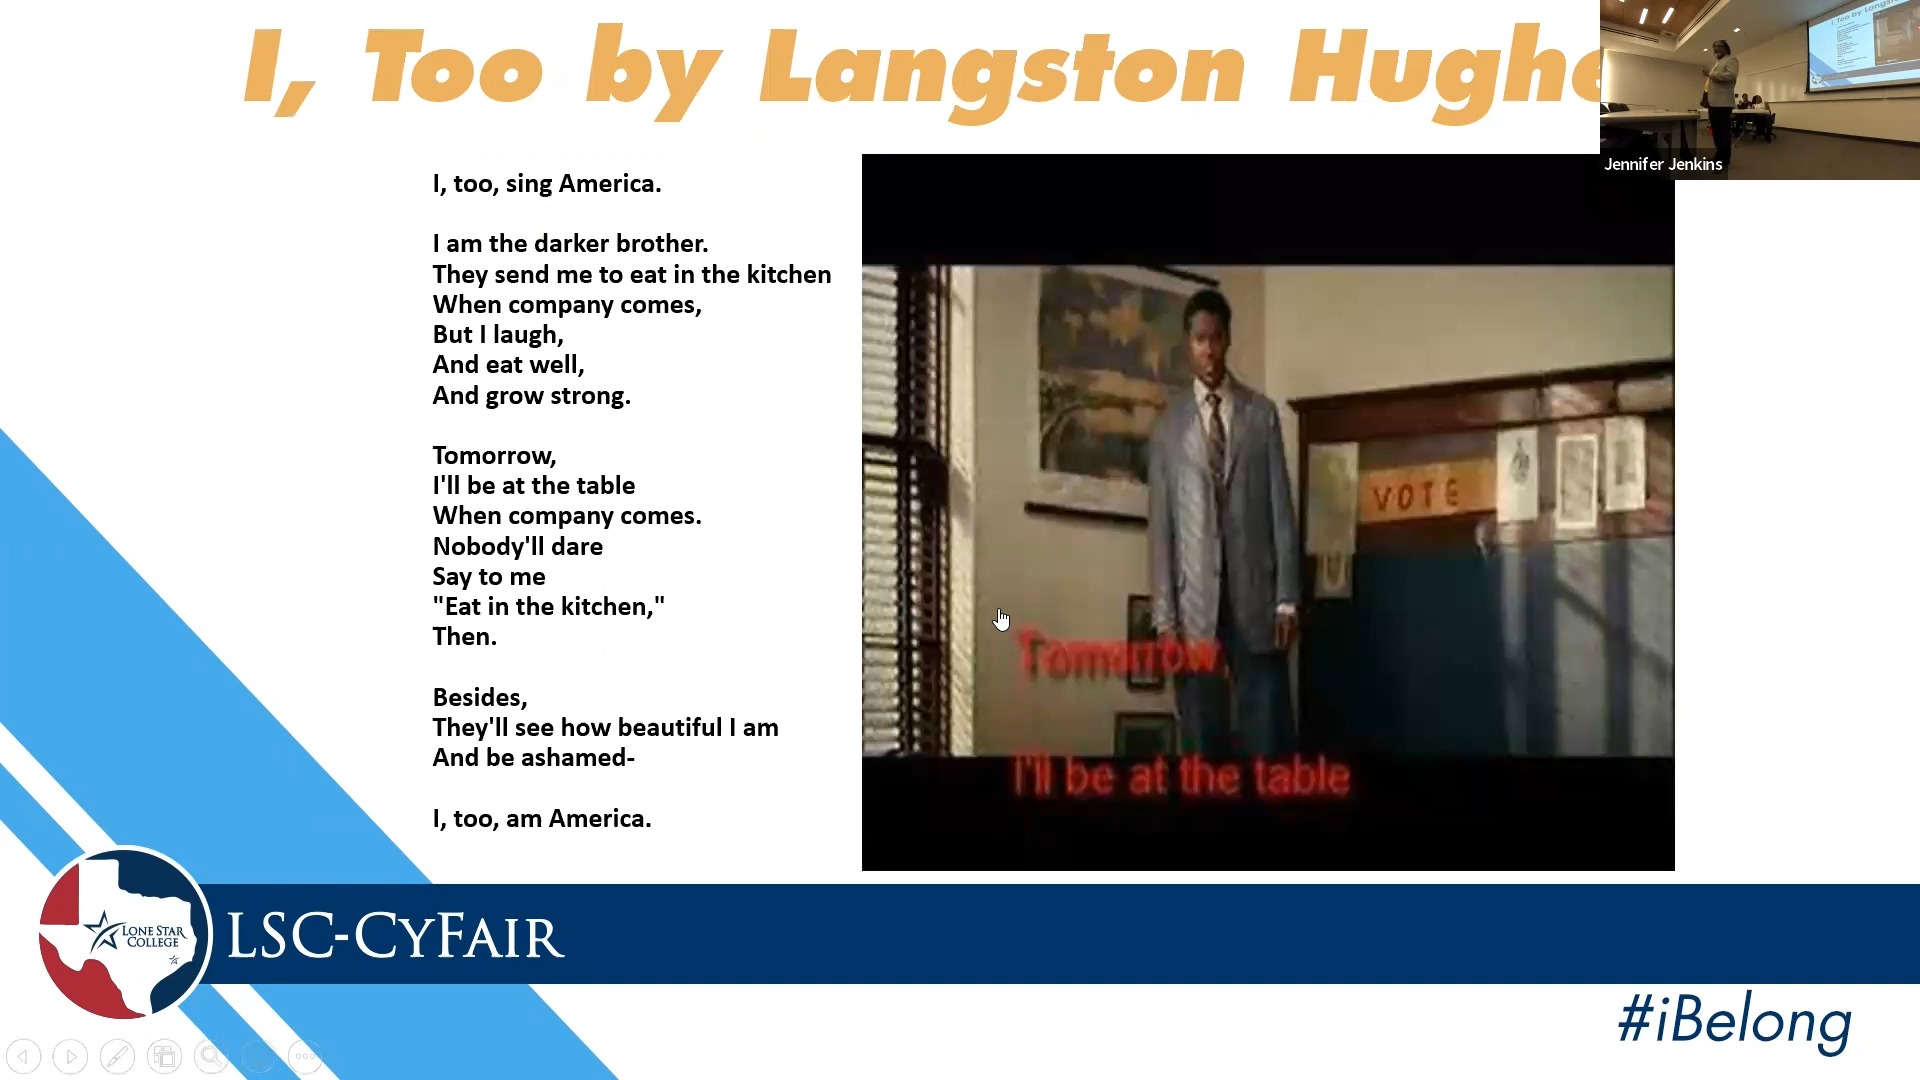 I, Too by Langston Hughe
Jennifer Jenkins
I, too, sing America.
I am the darker brother.
They send me to eat in the kitchen
When company comes,
But I laugh,
And eat well,
And grow strong.
Tomorrow,
I'll be at the table
When company comes.
Nobody'll dare
Say to me
"Eat in the kitchen,"
Then.
Besides,
They'll see how beautiful I am
And be ashamed-
I, too, am America.
VOTE
Tomorrow,
I'll be at the table
LONE STAR
COLLEGE
LSC-CYFAIR
#iBelong